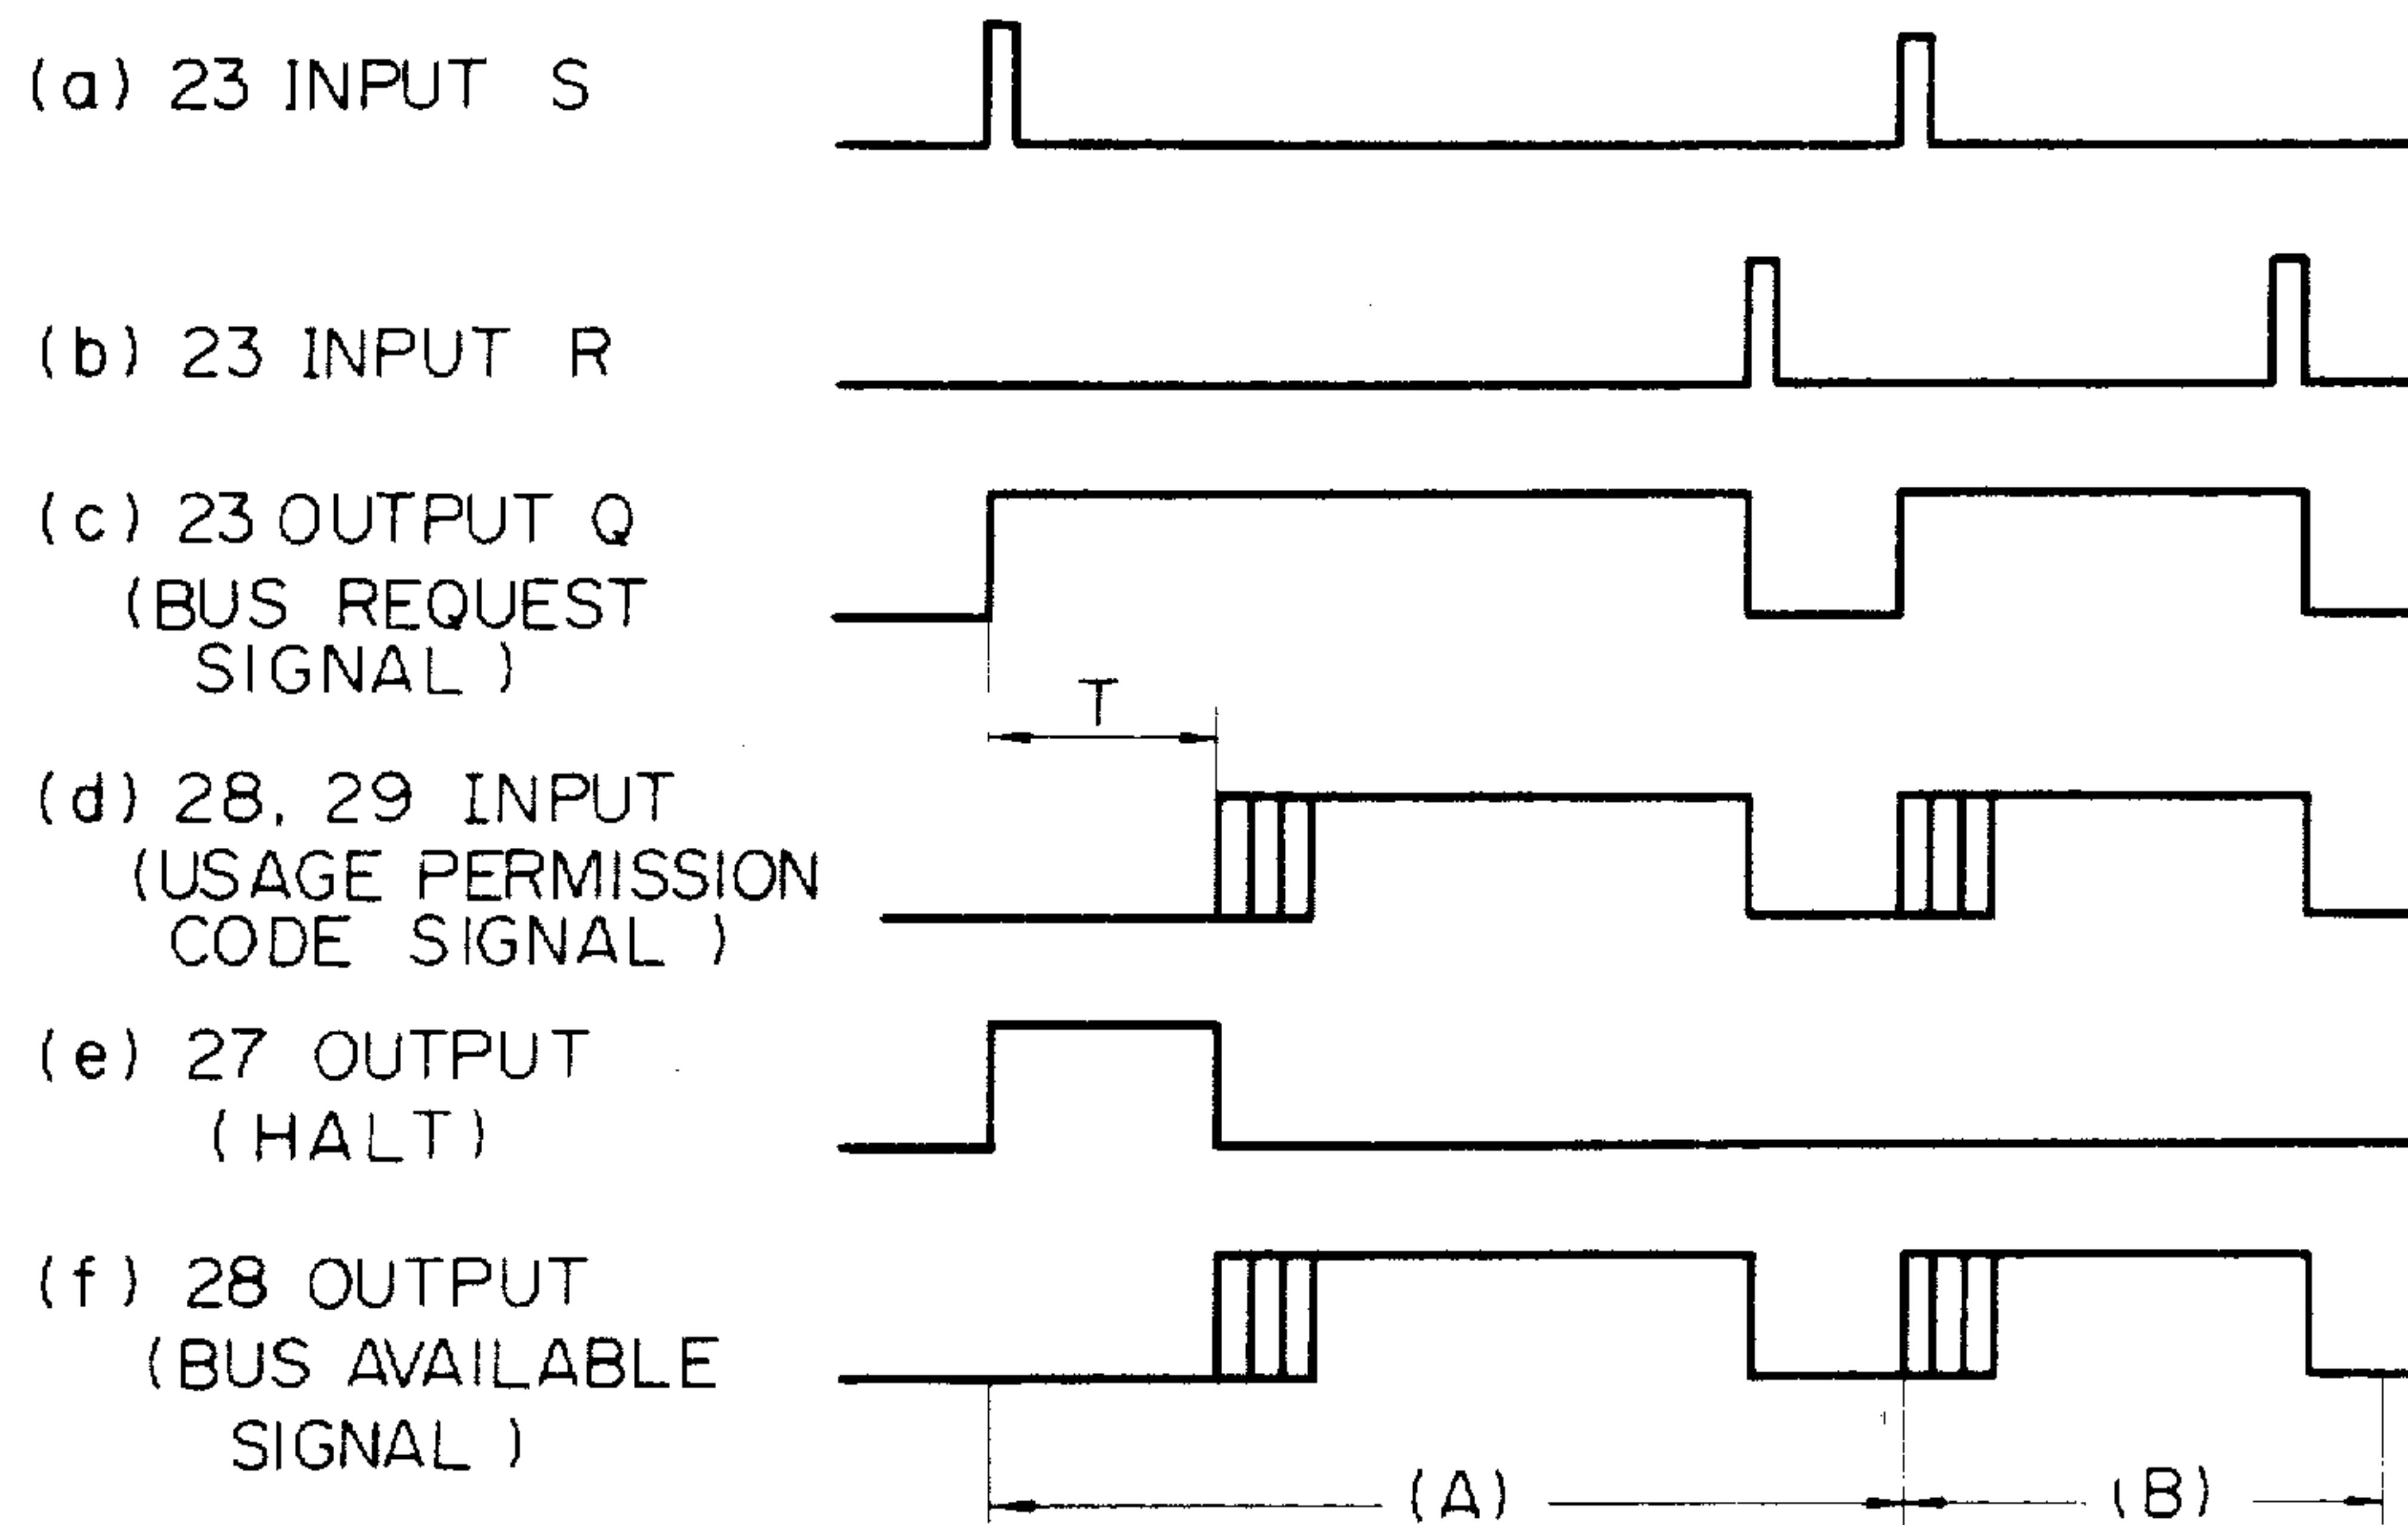 (a) 23 INPUT S
(b) 23 INPUT R
(c) 23 OUTPUT Q
(BUS REQUEST
SIGNAL)
T
(d) 28, 29 INPUT
(USAGE PERMISSION
CODE SIGNAL)
(e) 27 OUTPUT
(HALT)
(f) 28 OUTPUT
(BUS AVAILABLE
SIGNAL)
(A)
(B)